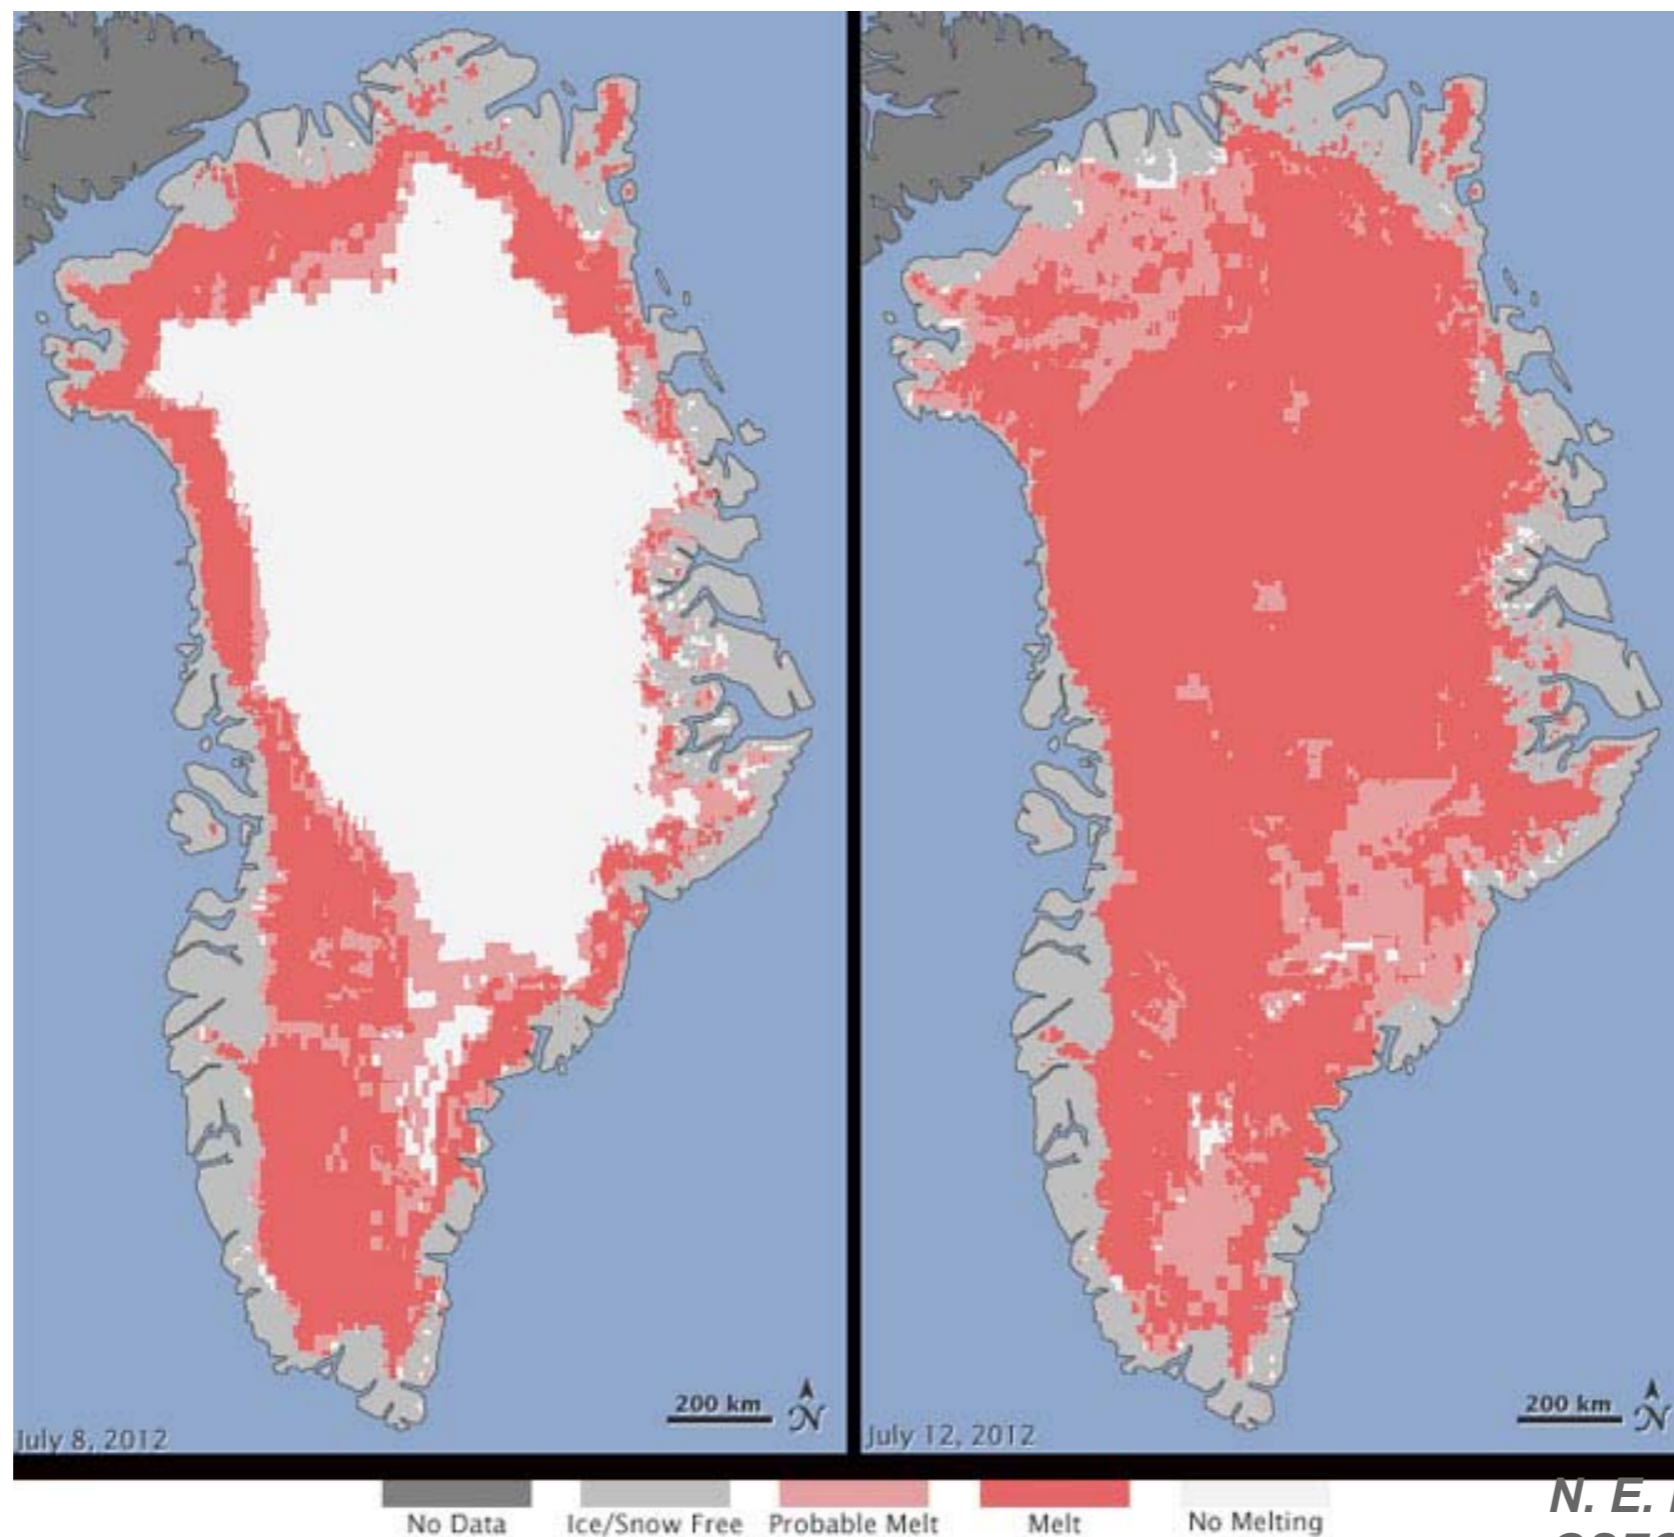 200 km
N
July 8, 2012
200 km
N
July 12, 2012
No Data
Ice/Snow Free
Probable Melt
Melt
No Melting
N. E.